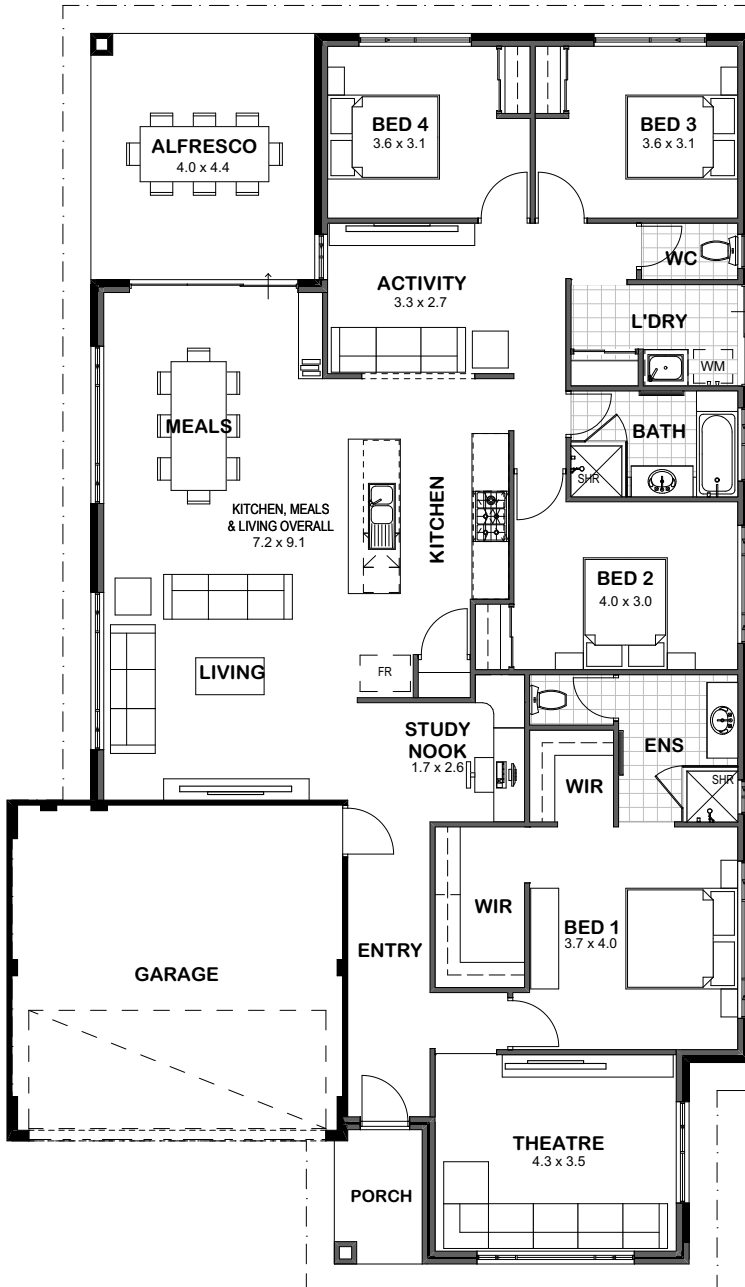 ALFRESCO
4.0 x 4.4
BED 4
3.6 x 3.1
BED 3
3.6 x 3.1
WC
ACTIVITY
3.3 x 2.7
L'DRY
WM
MEALS
BATH
SHR
KITCHEN, MEALS
& LIVING OVERALL
7.2 x 9.1
KITCHEN
BED 2
4.0 x 3.0
LIVING
FR
STUDY
NOOK
1.7 x 2.6
ENS
SHR
WIR
WIR
BED 1
3.7 x 4.0
ENTRY
GARAGE
THEATRE
4.3 x 3.5
PORCH